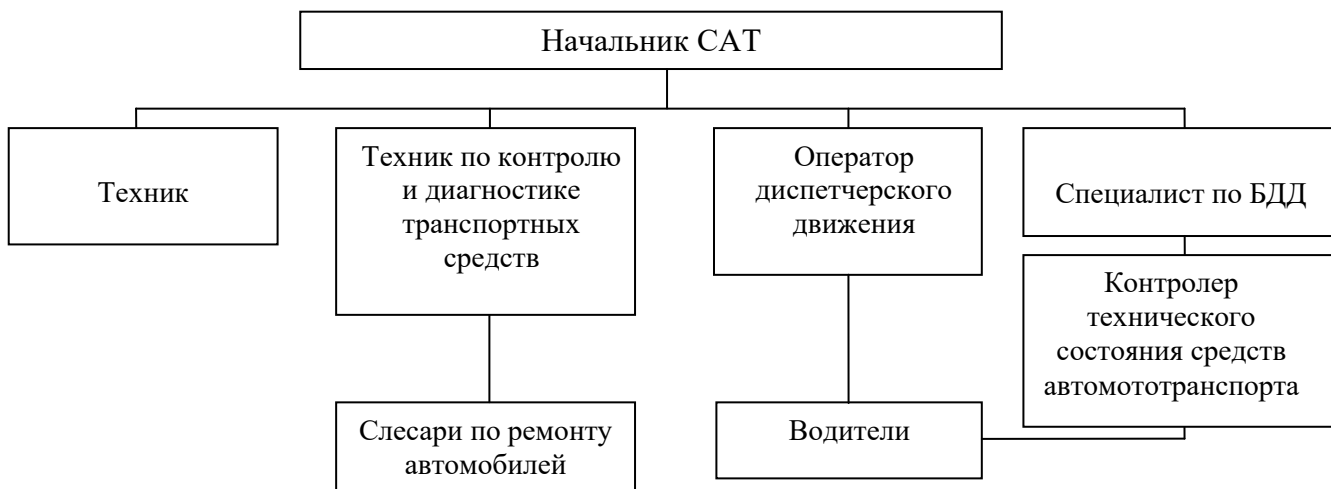 Начальник САТ
Техник
Техник по контролю
и диагностике
транспортных
средств
Оператор
диспетчерского
движения
Специалист по БДД
Контролер
технического
состояния средств
автомототранспорта
Слесари по ремонту
автомобилей
Водители